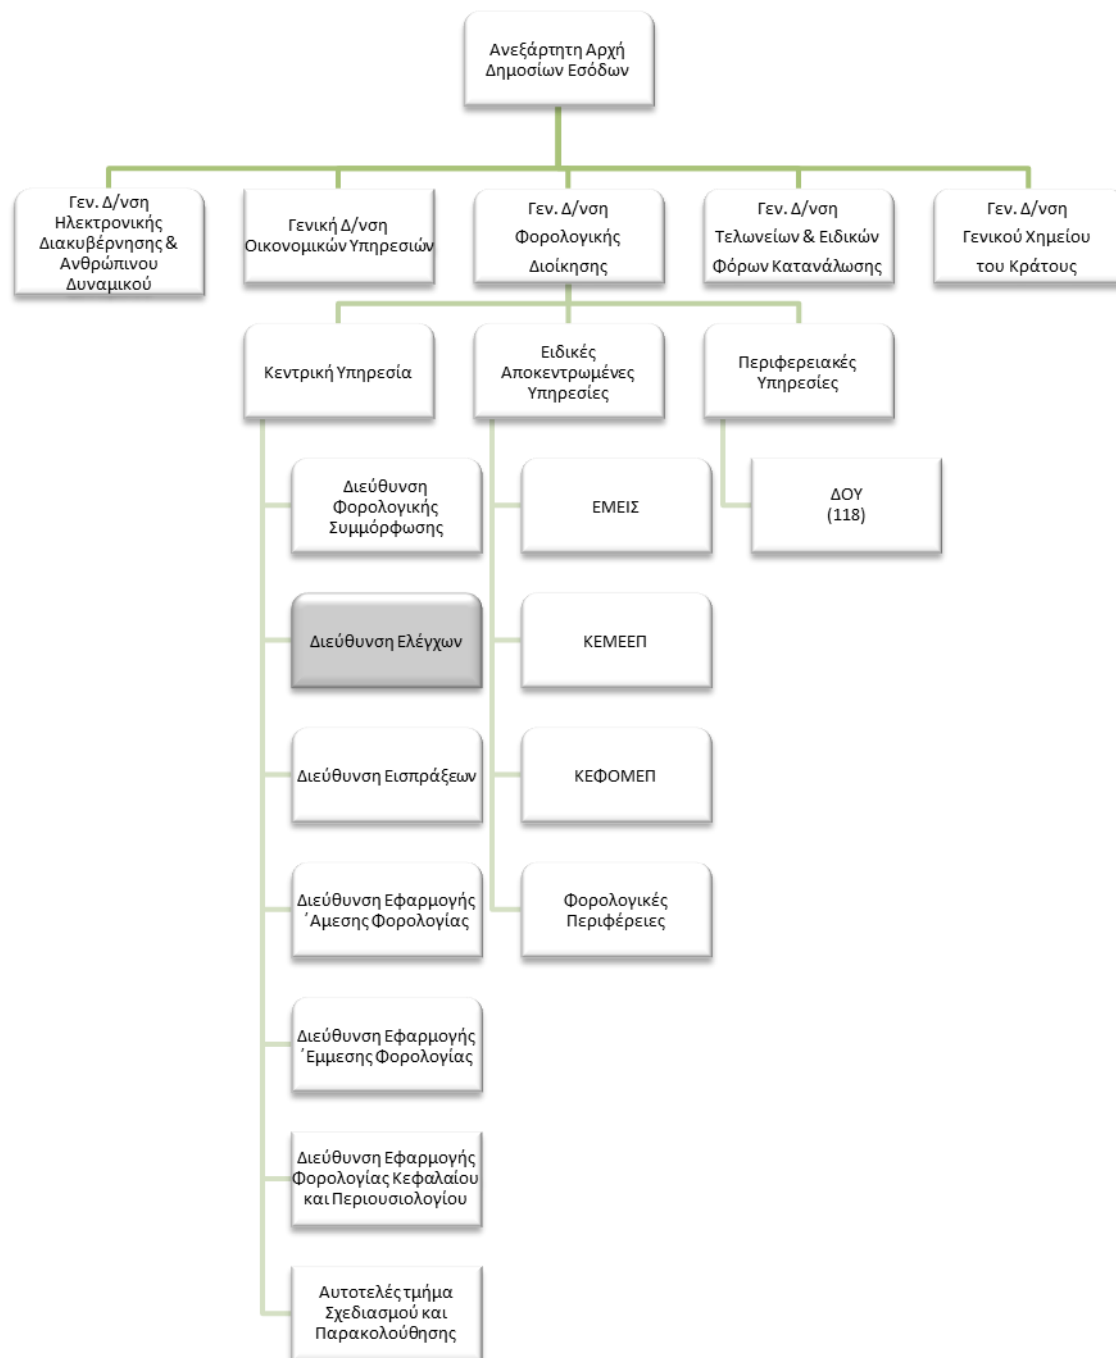 Ανεξάρτητη Αρχή
Δημοσίων Εσόδων
Γεν. Δ/νση
Ηλεκτρονικής
Διακυβέρνησης &
Ανθρώπινου
Δυναμικού
Γενική Δ/νση
Οικονομικών Υπηρεσιών
Γεν. Δ/νση
Φορολογικής
Διοίκησης
Γεν. Δ/νση
Τελωνείων & Ειδικών
Φόρων Κατανάλωσης
Γεν. Δ/νση
Γενικού Χημείου
του Κράτους
Κεντρική Υπηρεσία
Ειδικές
Αποκεντρωμένες
Υπηρεσίες
Περιφερειακές
Υπηρεσίες
Διεύθυνση
Φορολογικής
Συμμόρφωσης
Διεύθυνση Ελέγχων
Διεύθυνση Εισπράξεων
Διεύθυνση Εφαρμογής
΄Αμεσης Φορολογίας
Διεύθυνση Εφαρμογής
΄Εμμεσης Φορολογίας
Διεύθυνση Εφαρμογής
Φορολογίας Κεφαλαίου
και Περιουσιολογίου
Αυτοτελές τμήμα
Σχεδιασμού και
Παρακολούθησης
ΕΜΕΙΣ
ΚΕΜΕΕΠ
ΚΕΦΟΜΕΠ
Φορολογικές
Περιφέρειες
ΔΟΥ
(118)